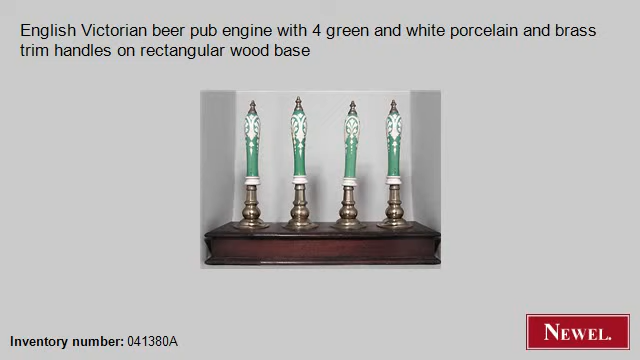 English Victorian beer pub engine with 4 green and white porcelain and brass
trim handles on rectangular wood base
Inventory number: 041380A
NEWEL.